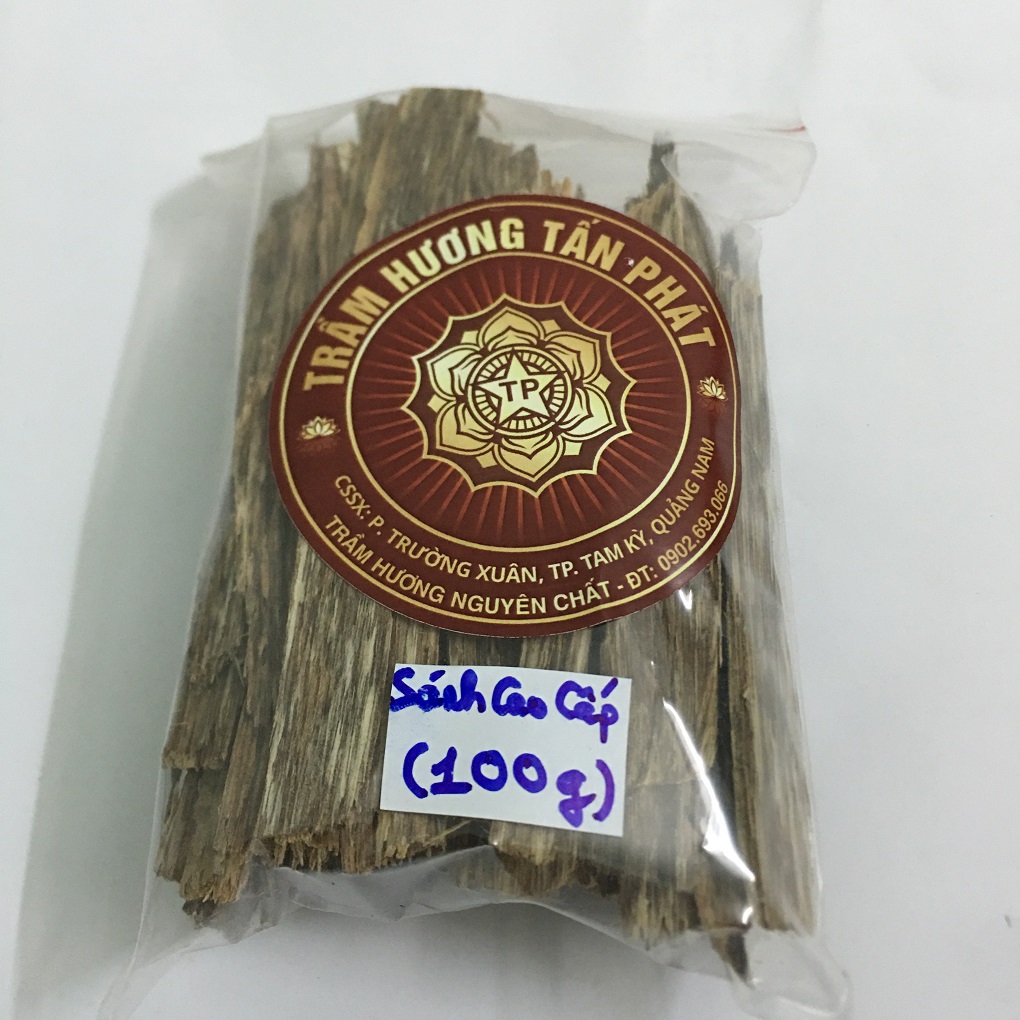 TRẦM HƯƠNG TẤN PHÁT
TP
CSSX: P. TRƯỜNG XUÂN, TP. TAM KỲ, QUẢNG NAM
TRẦM HƯƠNG NGUYÊN CHẤT - ĐT: 0902.693.066
Sánh Cao Cấp
(100g)